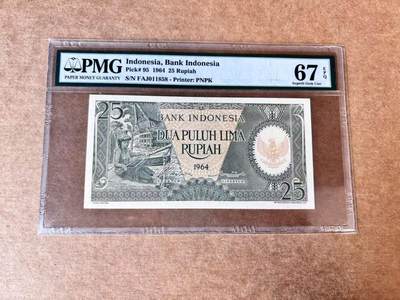 PMG
PAPER MONEY GUARANTY
Indonesia, Bank Indonesia
Pick# 95 1964 25 Rupiah
S/N FAJ011858 - Printer: PNPK
67 EPQ
Superb Gem Unc
25
BANK INDONESIA
DUA PULUH LIMA
RUPIAH
1964
25